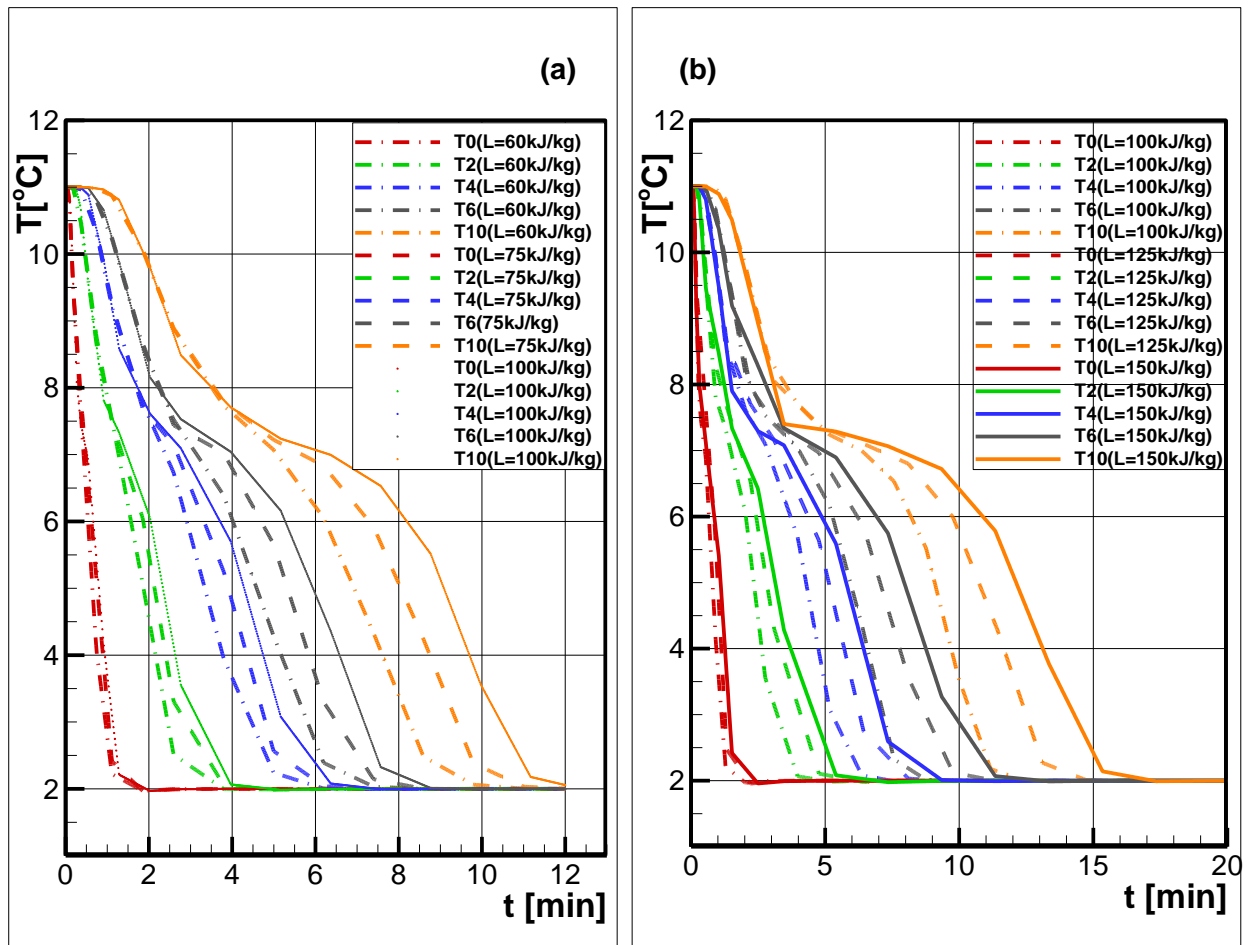 (a)
12
10
8
6
4
2
T[°C]
T0(L=60kJ/kg)
T2(L=60kJ/kg)
T4(L=60kJ/kg)
T6(L=60kJ/kg)
T10(L=60kJ/kg)
T0(L=75kJ/kg)
T2(L=75kJ/kg)
T4(L=75kJ/kg)
T6(75kJ/kg)
T10(L=75kJ/kg)
T0(L=100kJ/kg)
T2(L=100kJ/kg)
T4(L=100kJ/kg)
T6(L=100kJ/kg)
T10(L=100kJ/kg)
0 2 4 6 8 10 12
t [min]
(b)
12
10
8
6
4
2
T[°C]
T0(L=100kJ/kg)
T2(L=100kJ/kg)
T4(L=100kJ/kg)
T6(L=100kJ/kg)
T10(L=100kJ/kg)
T0(L=125kJ/kg)
T2(L=125kJ/kg)
T4(L=125kJ/kg)
T6(L=125kJ/kg)
T10(L=125kJ/kg)
T0(L=150kJ/kg)
T2(L=150kJ/kg)
T4(L=150kJ/kg)
T6(L=150kJ/kg)
T10(L=150kJ/kg)
0 5 10 15 20
t [min]